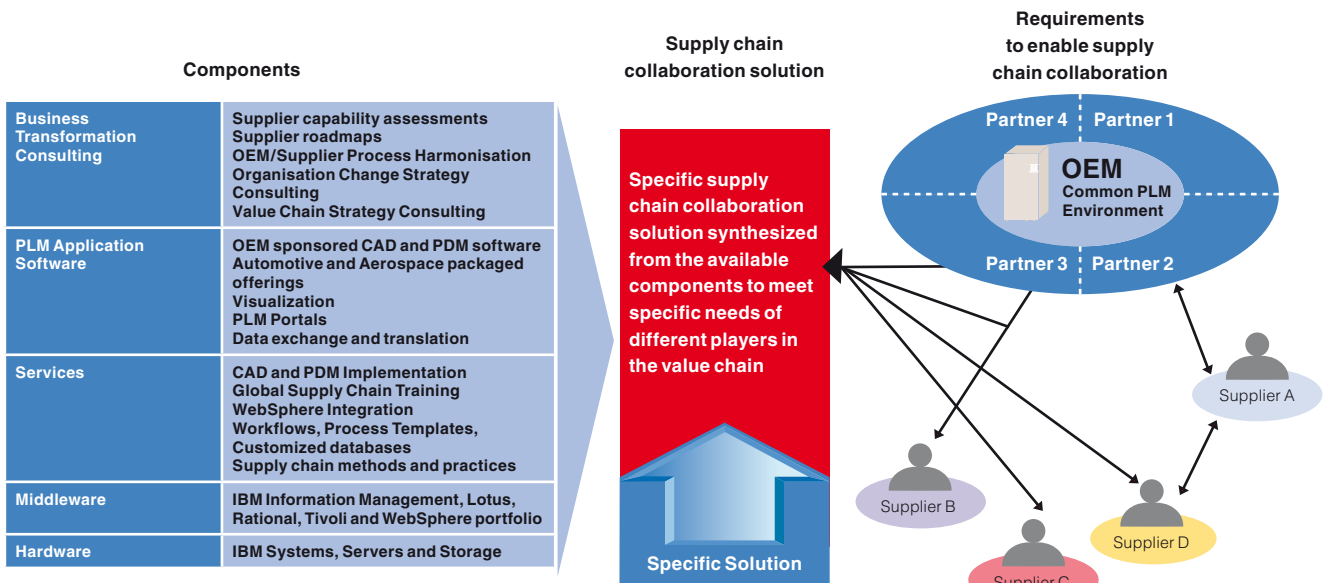 Components
Business
Transformation
Consulting
Supplier capability assessments
Supplier roadmaps
OEM/Supplier Process Harmonisation
Organisation Change Strategy
Consulting
Value Chain Strategy Consulting
PLM Application
Software
OEM sponsored CAD and PDM software
Automotive and Aerospace packaged
offerings
Visualization
PLM Portals
Data exchange and translation
Services
CAD and PDM Implementation
Global Supply Chain Training
WebSphere Integration
Workflows, Process Templates,
Customized databases
Supply chain methods and practices
Middleware
IBM Information Management, Lotus,
Rational, Tivoli and WebSphere portfolio
Hardware
IBM Systems, Servers and Storage
Supply chain
collaboration solution
Specific supply
chain collaboration
solution synthesized
from the available
components to meet
specific needs of
different players in
the value chain
Specific Solution
Requirements
to enable supply
chain collaboration
Partner 4
Partner 1
OEM
Common PLM
Environment
Partner 3
Partner 2
Supplier A
Supplier B
Supplier D
Supplier C